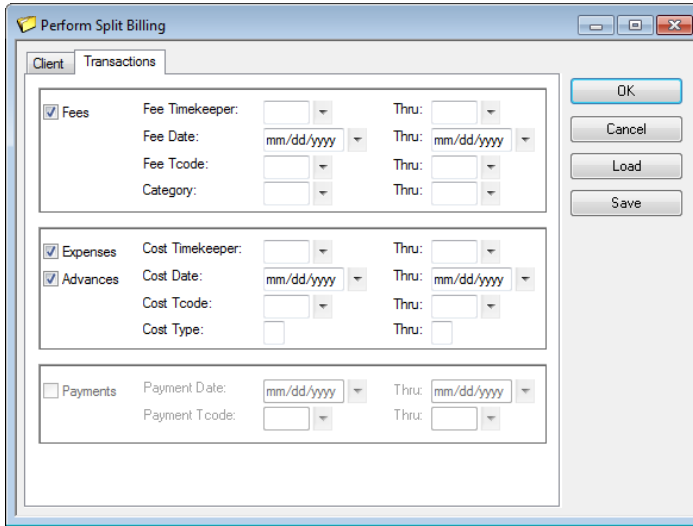 Perform Split Billing
Client Transactions
Fees Fee Timekeeper: Thru:
Fee Date: mm/dd/yyyy Thru: mm/dd/yyyy
Fee Tcode: Thru:
Category: Thru:
Expenses Cost Timekeeper: Thru:
Advances Cost Date: mm/dd/yyyy Thru: mm/dd/yyyy
Cost Tcode: Thru:
Cost Type: Thru:
Payments Payment Date: mm/dd/yyyy Thru: mm/dd/yyyy
Payment Tcode: Thru:
OK
Cancel
Load
Save